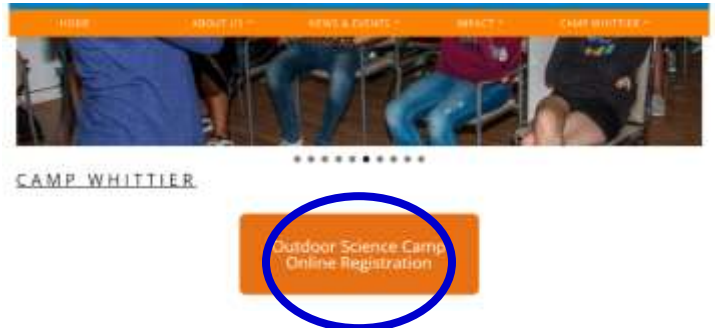 HOME ABOUT US NEWS & EVENTS IMPACT CAMP WHITTIER
CAMP WHITTIER
Outdoor Science Camp
Online Registration